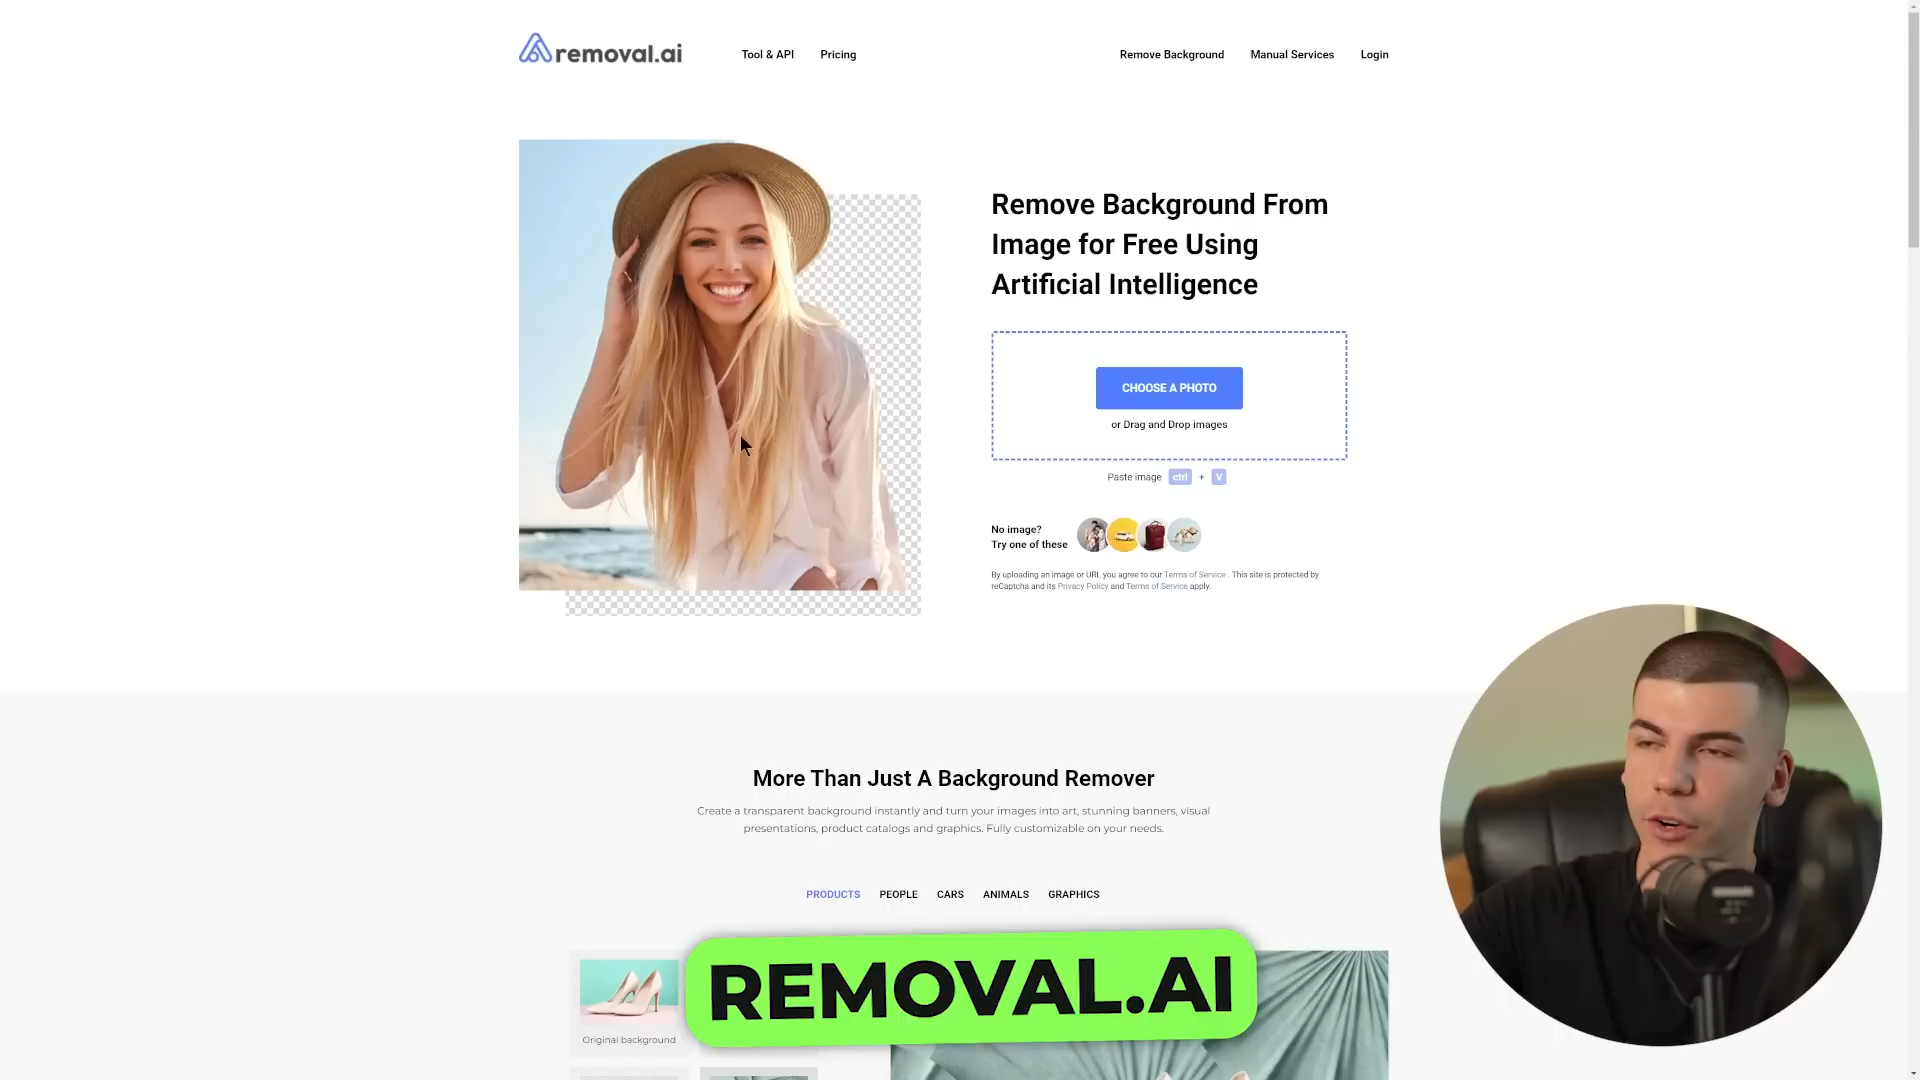 removal.ai
Tool & API
Pricing
Remove Background
Manual Services
Login
Remove Background From
Image for Free Using
Artificial Intelligence
CHOOSE A PHOTO
or Drag and Drop images
Paste image ctrl + V
No image?
Try one of these
By uploading an image or URL you agree to our Terms of Service . This site is protected by
reCaptcha and its Privacy Policy and Terms of Service apply.
More Than Just A Background Remover
Create a transparent background instantly and turn your images into art, stunning banners, visual
presentations, product catalogs and graphics. Fully customizable on your needs.
PRODUCTS
PEOPLE
CARS
ANIMALS
GRAPHICS
REMOVAL.AI
Original background